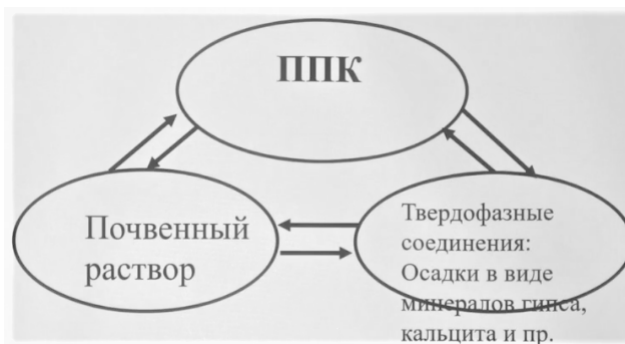 ППК
Почвенный
раствор
Твердофазные
соединения:
Осадки в виде
минералов гипса,
кальцита и пр.